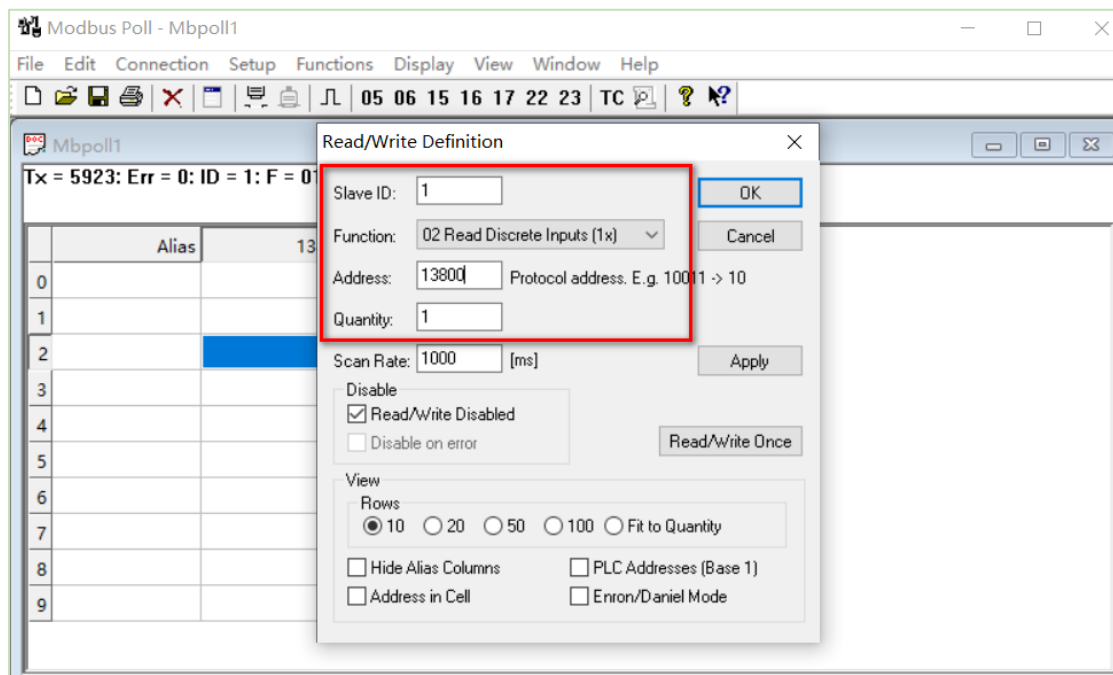 Modbus Poll - Mbpoll1
File Edit Connection Setup Functions Display View Window Help
05 06 15 16 17 22 23 TC
Mbpoll1
Tx = 5923: Err = 0: ID = 1: F = 01
Alias 13
0
1
2
3
4
5
6
7
8
9
Read/Write Definition
Slave ID: 1
OK
Function: 02 Read Discrete Inputs (1x)
Cancel
Address: 13800 Protocol address. E.g. 10011 -> 10
Quantity: 1
Scan Rate: 1000 [ms]
Apply
Disable
Read/Write Disabled
Disable on error
Read/Write Once
View
Rows
10 20 50 100 Fit to Quantity
Hide Alias Columns PLC Addresses (Base 1)
Address in Cell Enron/Daniel Mode